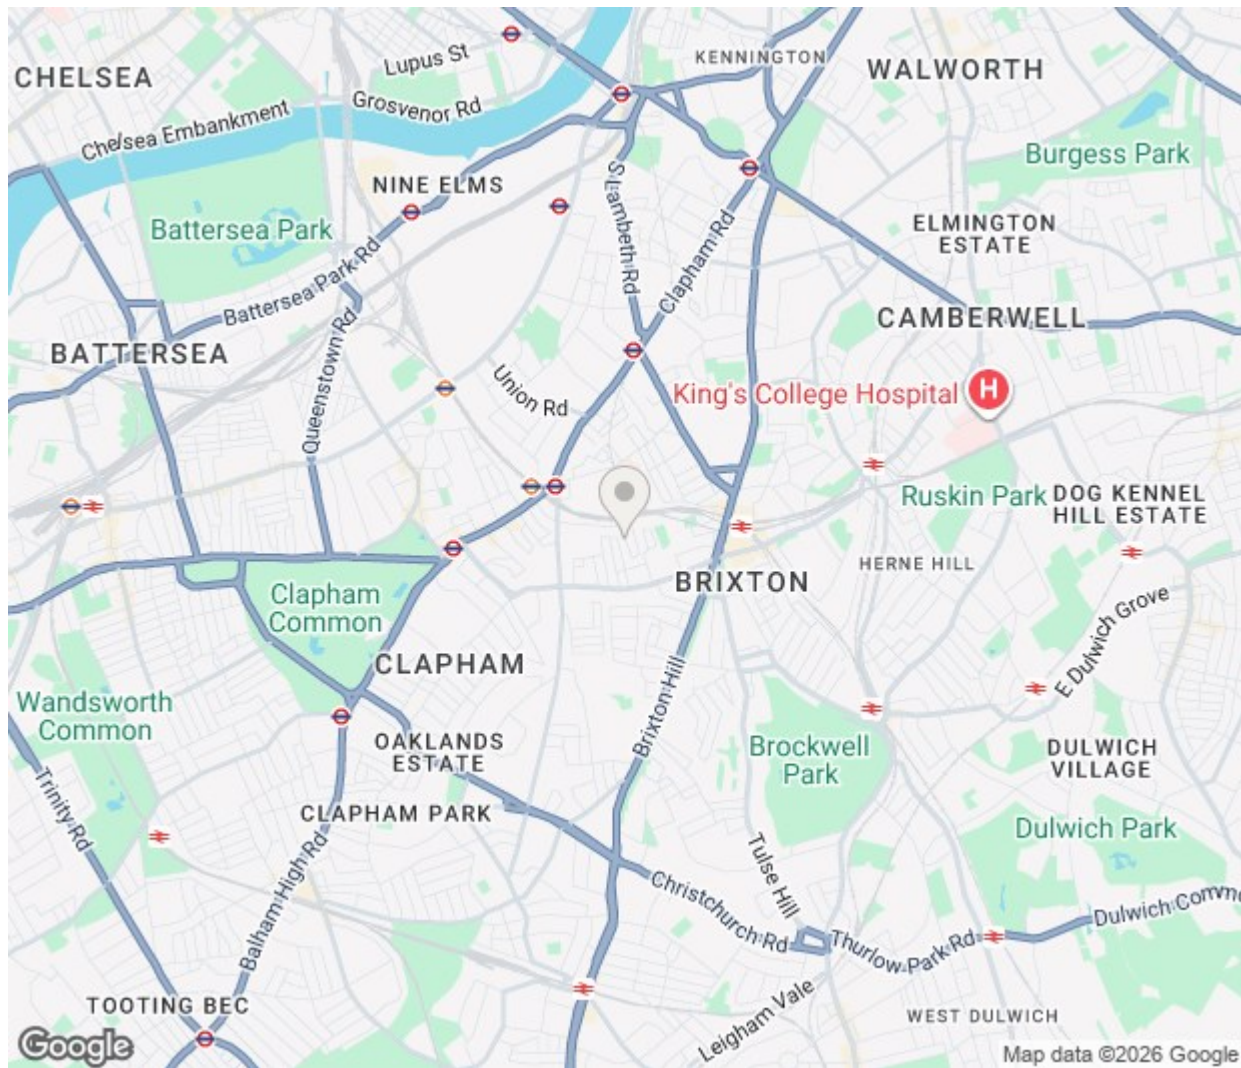 Lupus St
KENNINGTON
CHELSEA
WALWORTH
Grosvenor Rd
Chelsea Embankment
Burgess Park
NINE ELMS
S Lambeth Rd
Battersea Park
ELMINGTON
ESTATE
Clapham Rd
Battersea Park Rd
CAMBERWELL
BATTERSEA
Queenstown Rd
Union Rd
King's College Hospital
H
Ruskin Park
DOG KENNEL
HILL ESTATE
HERNE HILL
BRIXTON
Clapham
Common
E Dulwich Grove
CLAPHAM
Brixton Hill
Wandsworth
Common
OAKLANDS
ESTATE
Brockwell
Park
DULWICH
VILLAGE
Trinity Rd
CLAPHAM PARK
Dulwich Park
Balham High Rd
Tulse Hill
Christchurch Rd
Thurlow Park Rd
Dulwich Commo
TOOTING BEC
Leigham Vale
WEST DULWICH
Google
Map data ©2026 Google